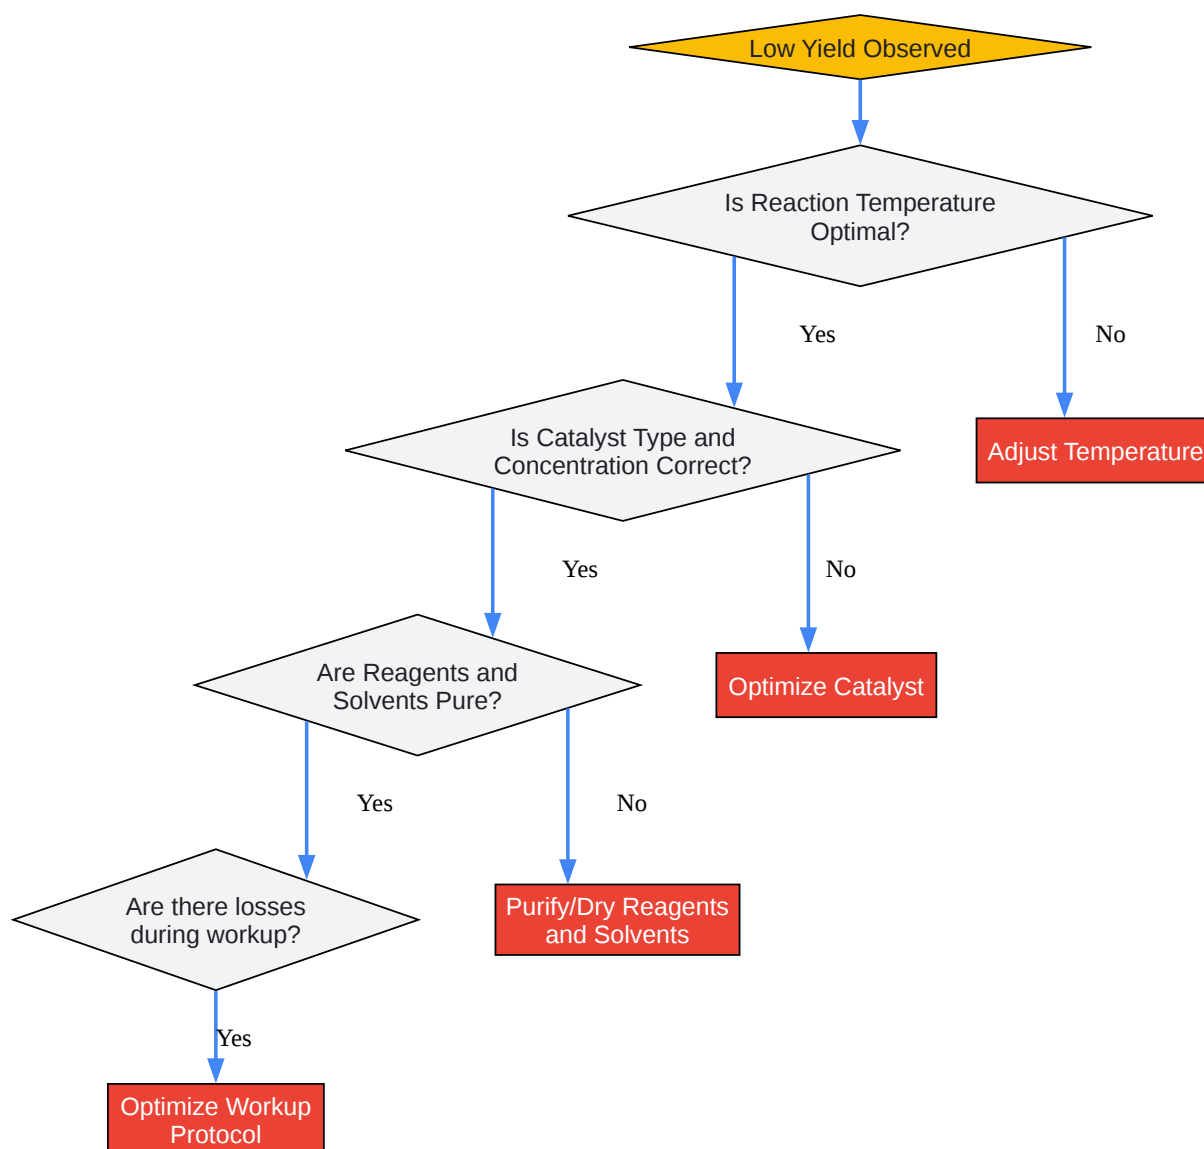 Low Yield Observed
Is Reaction Temperature
Optimal?
Yes
No
Is Catalyst Type and
Concentration Correct?
Adjust Temperature
Yes
No
Are Reagents and
Solvents Pure?
Optimize Catalyst
Yes
No
Are there losses
during workup?
Purify/Dry Reagents
and Solvents
Yes
Optimize Workup
Protocol